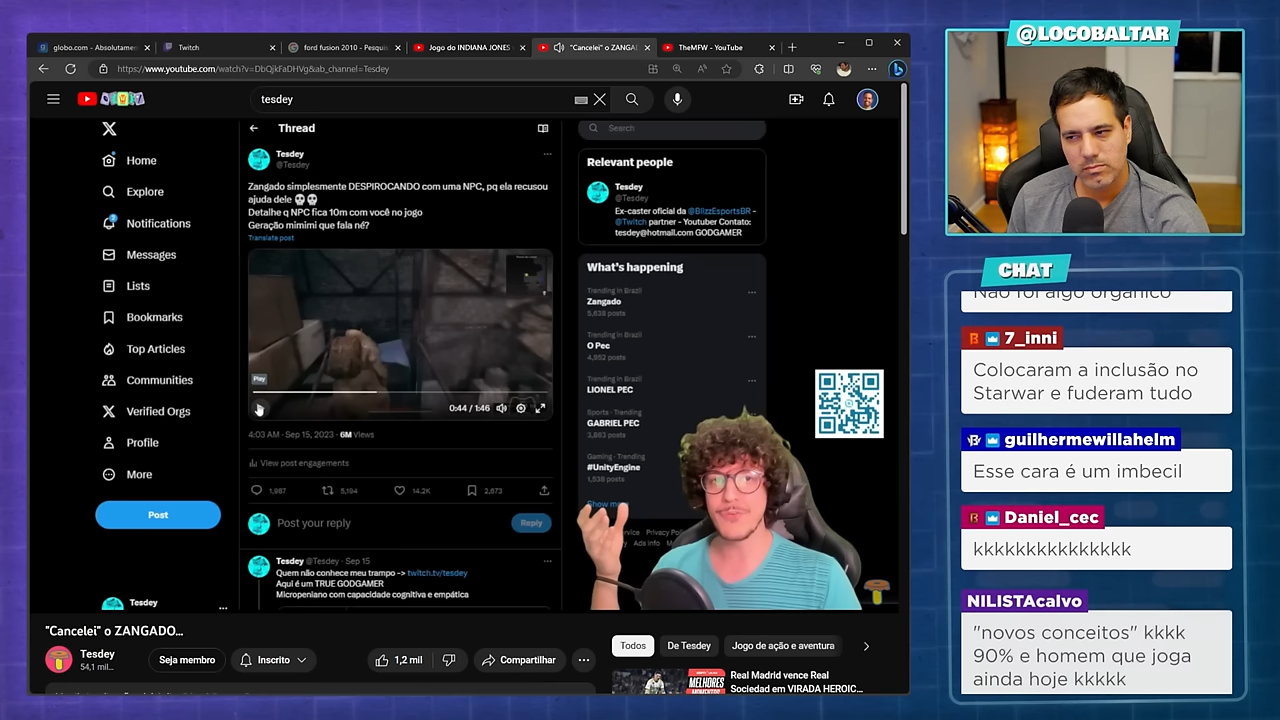 globo.com - Absolutamen
Twitch
ford fusion 2010 - Pesqui
Jogo do INDIANA JONES
"Cancelei" o ZANGAD
TheMFW - YouTube
https://www.youtube.com/watch?v=DbQjkFaDHVg&ab_channel=Tesdey
tesdey
Home
Explore
Notifications
Messages
Lists
Bookmarks
Top Articles
Communities
Verified Orgs
Profile
More
Post
Tesdey
Thread
Tesdey
@Tesdey
Zangado simplesmente DESPIROCANDO com uma NPC, pq ela recusou
ajuda dele 💀💀
Detalhe q NPC fica 10m com você no jogo
Geração mimimi que fala né?
Translate post
Play
0:44 / 1:46
4:03 AM · Sep 15, 2023 · 6M Views
View post engagements
1,987
5,194
14.2K
2,673
Post your reply
Reply
Tesdey @Tesdey · Sep 15
Quem não conhece meu trampo -> twitch.tv/tesdey
Aqui é um TRUE GODGAMER
Micropeniano com capacidade cognitiva e empática
Search
Relevant people
Tesdey
@Tesdey
Ex-caster oficial da @BlizzEsportsBR -
@Twitch partner - Youtuber Contato:
tesdey@hotmail.com GODGAMER
What's happening
Trending in Brazil
Zangado
5,638 posts
Trending in Brazil
O Pec
4,952 posts
Trending in Brazil
LIONEL PEC
Sports · Trending
GABRIEL PEC
3,883 posts
Gaming · Trending
#UnityEngine
1,538 posts
Show mo
Privacy Poli
Ads info
"Cancelei" o ZANGADO...
Tesdey
54,1 mil...
Seja membro
Inscrito
1,2 mil
Compartilhar
Todos
De Tesdey
Jogo de ação e aventura
MELHORES
MOMENTOS
Real Madrid vence Real
Sociedad em VIRADA HEROIC...
@LOCOBALTAR
CHAT
Não foi algo orgânico
7_inni
Colocaram a inclusão no
Starwar e fuderam tudo
guilhermewillahelm
Esse cara é um imbecil
Daniel_cec
kkkkkkkkkkkkkkk
NILISTAcalvo
"novos conceitos" kkkk
90% e homem que joga
ainda hoje kkkkk